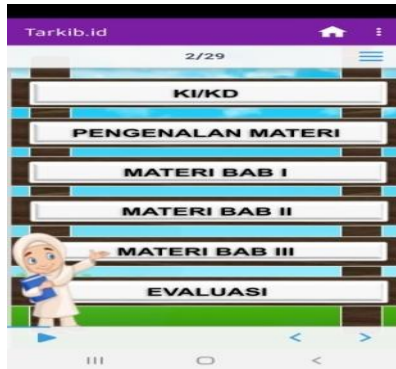 Tarkib.id
2/29
KI/KD
PENGENALAN MATERI
MATERI BAB I
MATERI BAB II
MATERI BAB III
EVALUASI